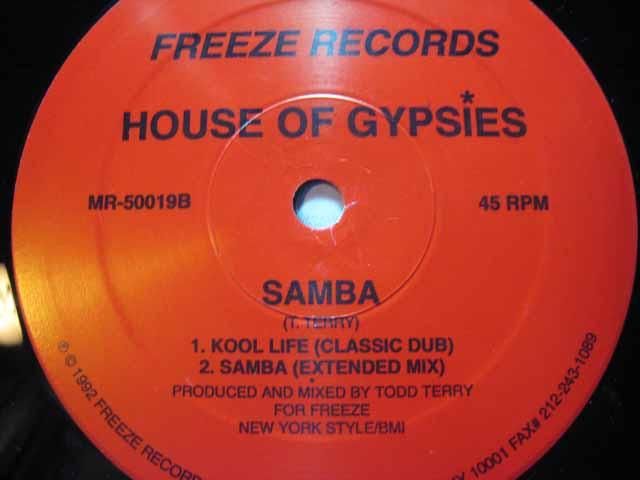 FREEZE RECORDS
HOUSE OF GYPSIES
MR-50019B
45 RPM
SAMBA
(T. TERRY)
1. KOOL LIFE (CLASSIC DUB)
2. SAMBA (EXTENDED MIX)
PRODUCED AND MIXED BY TODD TERRY
FOR FREEZE
NEW YORK STYLE/BMI
℗ © 1992 FREEZE RECORDS
10001 FAX# 212-243-1089